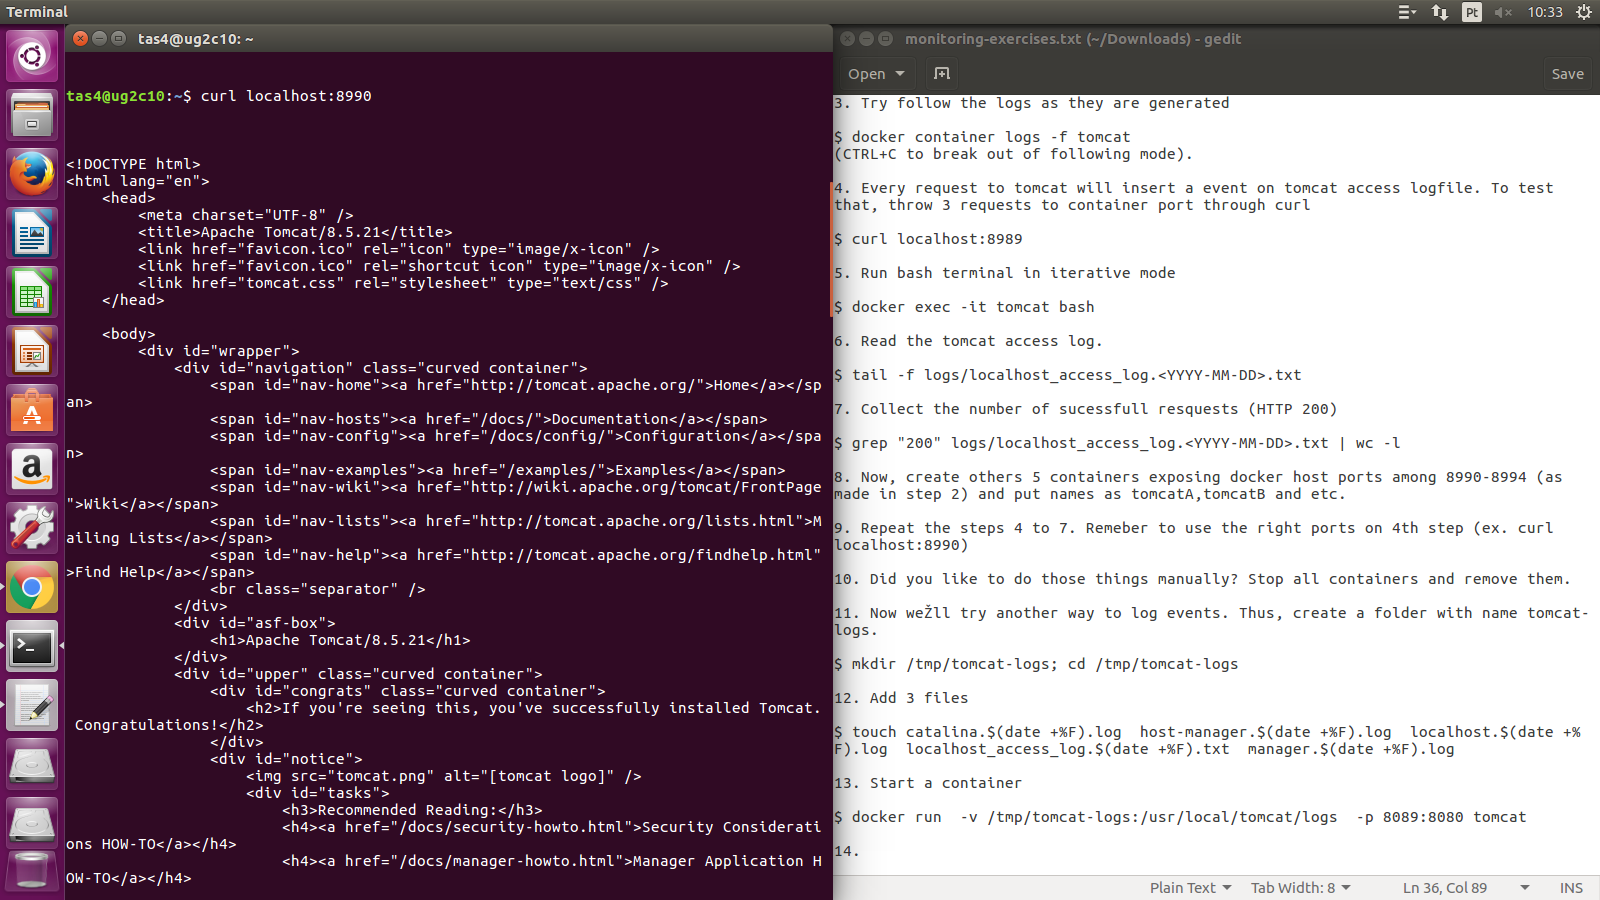 Terminal
Pt
10:33
tas4@ug2c10: ~
tas4@ug2c10:~$ curl localhost:8990
<!DOCTYPE html>
<html lang="en">
    <head>
        <meta charset="UTF-8" />
        <title>Apache Tomcat/8.5.21</title>
        <link href="favicon.ico" rel="icon" type="image/x-icon" />
        <link href="favicon.ico" rel="shortcut icon" type="image/x-icon" />
        <link href="tomcat.css" rel="stylesheet" type="text/css" />
    </head>
    <body>
        <div id="wrapper">
            <div id="navigation" class="curved container">
                <span id="nav-home"><a href="http://tomcat.apache.org/">Home</a></sp
an>
                <span id="nav-hosts"><a href="/docs/">Documentation</a></span>
                <span id="nav-config"><a href="/docs/config/">Configuration</a></spa
n>
                <span id="nav-examples"><a href="/examples/">Examples</a></span>
                <span id="nav-wiki"><a href="http://wiki.apache.org/tomcat/FrontPage
">Wiki</a></span>
                <span id="nav-lists"><a href="http://tomcat.apache.org/lists.html">M
ailing Lists</a></span>
                <span id="nav-help"><a href="http://tomcat.apache.org/findhelp.html"
>Find Help</a></span>
                <br class="separator" />
            </div>
            <div id="asf-box">
                <h1>Apache Tomcat/8.5.21</h1>
            </div>
            <div id="upper" class="curved container">
                <div id="congrats" class="curved container">
                    <h2>If you're seeing this, you've successfully installed Tomcat.
 Congratulations!</h2>
                </div>
                <div id="notice">
                    <img src="tomcat.png" alt="[tomcat logo]" />
                    <div id="tasks">
                        <h3>Recommended Reading:</h3>
                        <h4><a href="/docs/security-howto.html">Security Considerati
ons HOW-TO</a></h4>
                        <h4><a href="/docs/manager-howto.html">Manager Application H
OW-TO</a></h4>
monitoring-exercises.txt (~/Downloads) - gedit
Open
Save
3. Try follow the logs as they are generated
$ docker container logs -f tomcat
(CTRL+C to break out of following mode).
4. Every request to tomcat will insert a event on tomcat access logfile. To test
that, throw 3 requests to container port through curl
$ curl localhost:8989
5. Run bash terminal in iterative mode
$ docker exec -it tomcat bash
6. Read the tomcat access log.
$ tail -f logs/localhost_access_log.<YYYY-MM-DD>.txt
7. Collect the number of sucessfull resquests (HTTP 200)
$ grep "200" logs/localhost_access_log.<YYYY-MM-DD>.txt | wc -l
8. Now, create others 5 containers exposing docker host ports among 8990-8994 (as
made in step 2) and put names as tomcatA,tomcatB and etc.
9. Repeat the steps 4 to 7. Remeber to use the right ports on 4th step (ex. curl
localhost:8990)
10. Did you like to do those things manually? Stop all containers and remove them.
11. Now wežll try another way to log events. Thus, create a folder with name tomcat-
logs.
$ mkdir /tmp/tomcat-logs; cd /tmp/tomcat-logs
12. Add 3 files
$ touch catalina.$(date +%F).log  host-manager.$(date +%F).log  localhost.$(date +%
F).log  localhost_access_log.$(date +%F).txt  manager.$(date +%F).log
13. Start a container
$ docker run  -v /tmp/tomcat-logs:/usr/local/tomcat/logs  -p 8089:8080 tomcat
14.
Plain Text
Tab Width: 8
Ln 36, Col 89
INS